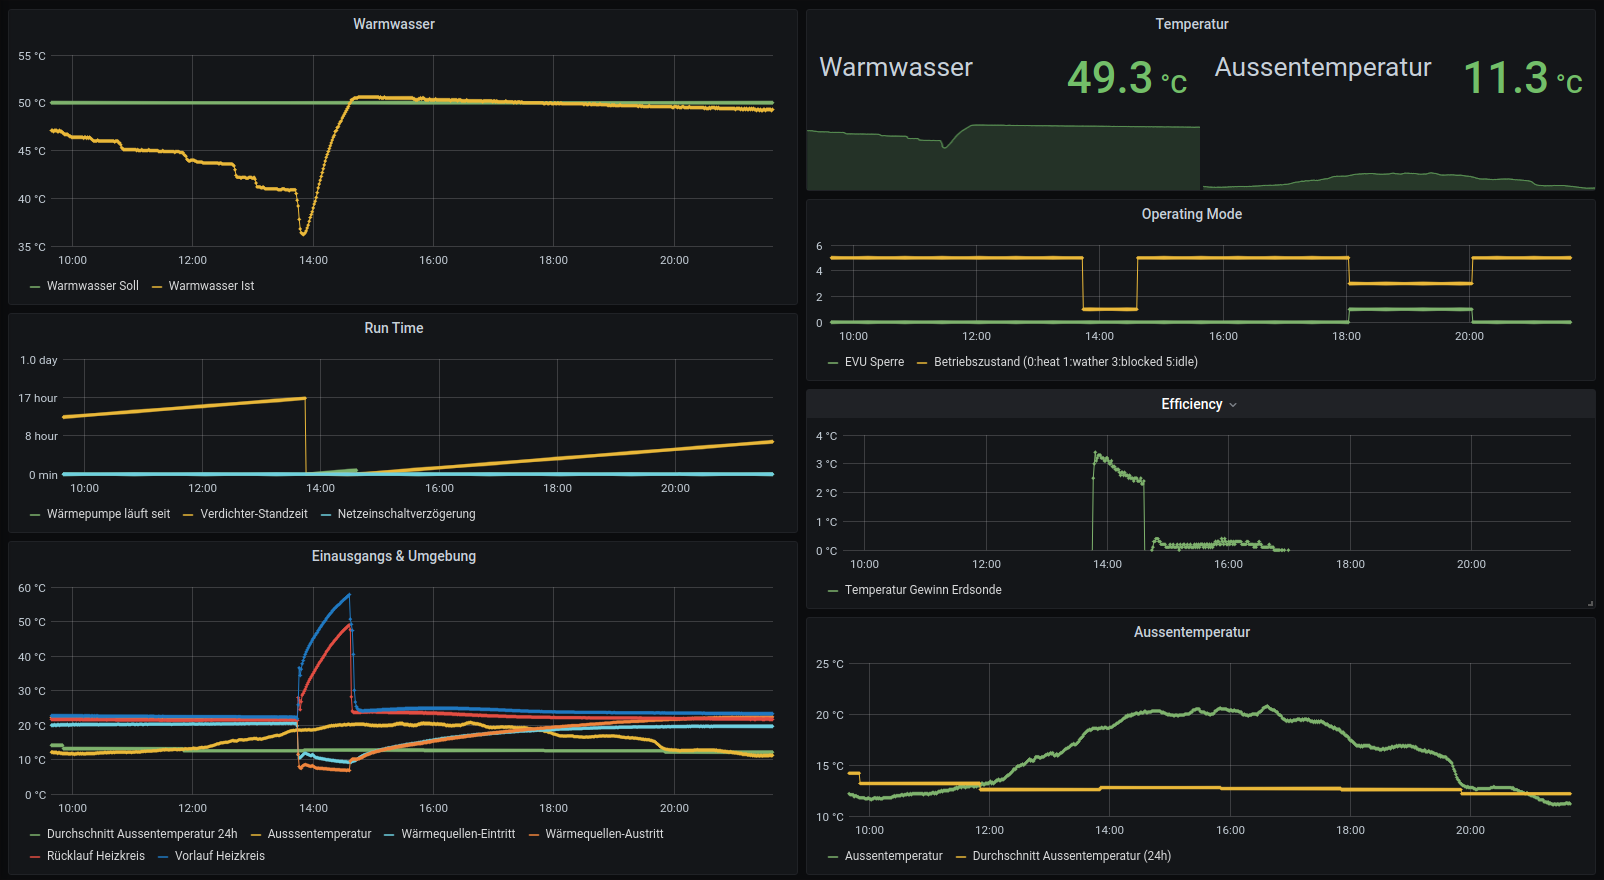 Warmwasser
55 °C
50 °C
45 °C
40 °C
35 °C
10:00 12:00 14:00 16:00 18:00 20:00
Warmwasser Soll Warmwasser Ist
Temperatur
Warmwasser 49.3 °C Aussentemperatur 11.3 °C
Operating Mode
6
4
2
0
10:00 12:00 14:00 16:00 18:00 20:00
EVU Sperre Betriebszustand (0:heat 1:wather 3:blocked 5:idle)
Run Time
1.0 day
17 hour
8 hour
0 min
10:00 12:00 14:00 16:00 18:00 20:00
Wärmepumpe läuft seit Verdichter-Standzeit Netzeinschaltverzögerung
Efficiency
4 °C
3 °C
2 °C
1 °C
0 °C
10:00 12:00 14:00 16:00 18:00 20:00
Temperatur Gewinn Erdsonde
Einausgangs & Umgebung
60 °C
50 °C
40 °C
30 °C
20 °C
10 °C
0 °C
10:00 12:00 14:00 16:00 18:00 20:00
Durchschnitt Aussentemperatur 24h Ausssentemperatur Wärmequellen-Eintritt Wärmequellen-Austritt
Rücklauf Heizkreis Vorlauf Heizkreis
Aussentemperatur
25 °C
20 °C
15 °C
10 °C
10:00 12:00 14:00 16:00 18:00 20:00
Aussentemperatur Durchschnitt Aussentemperatur (24h)